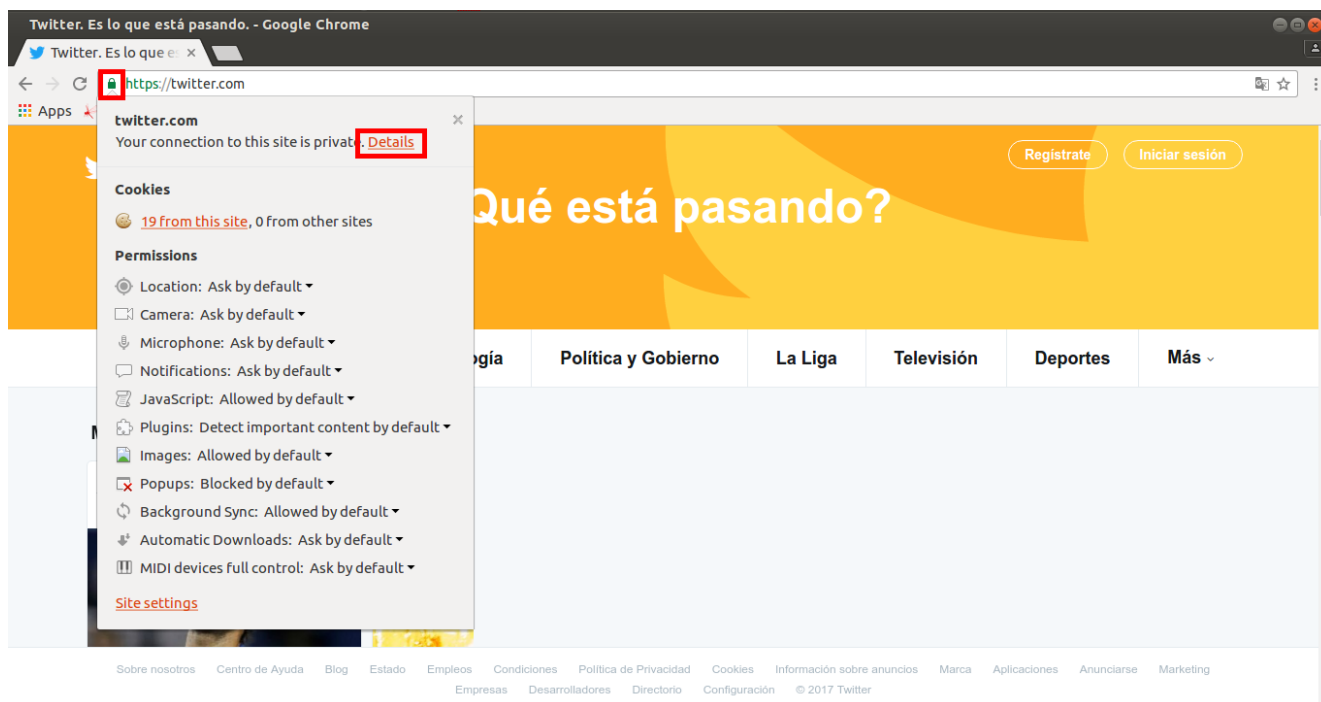 Twitter. Es lo que está pasando. - Google Chrome
Twitter. Es lo que e
https://twitter.com
Apps
twitter.com
Your connection to this site is private. Details
Registrate
Iniciar sesión
Qué está pasando?
Cookies
19 from this site, 0 from other sites
Permissions
Location: Ask by default
Camera: Ask by default
Microphone: Ask by default
Notifications: Ask by default
JavaScript: Allowed by default
Plugins: Detect important content by default
Images: Allowed by default
Popups: Blocked by default
Background Sync: Allowed by default
Automatic Downloads: Ask by default
MIDI devices full control: Ask by default
Site settings
gía Política y Gobierno La Liga Televisión Deportes Más
Sobre nosotros Centro de Ayuda Blog Estado Empleos Condiciones Política de Privacidad Cookies Información sobre anuncios Marca Aplicaciones Anunciarse Marketing
Empresas Desarrolladores Directorio Configuración © 2017 Twitter